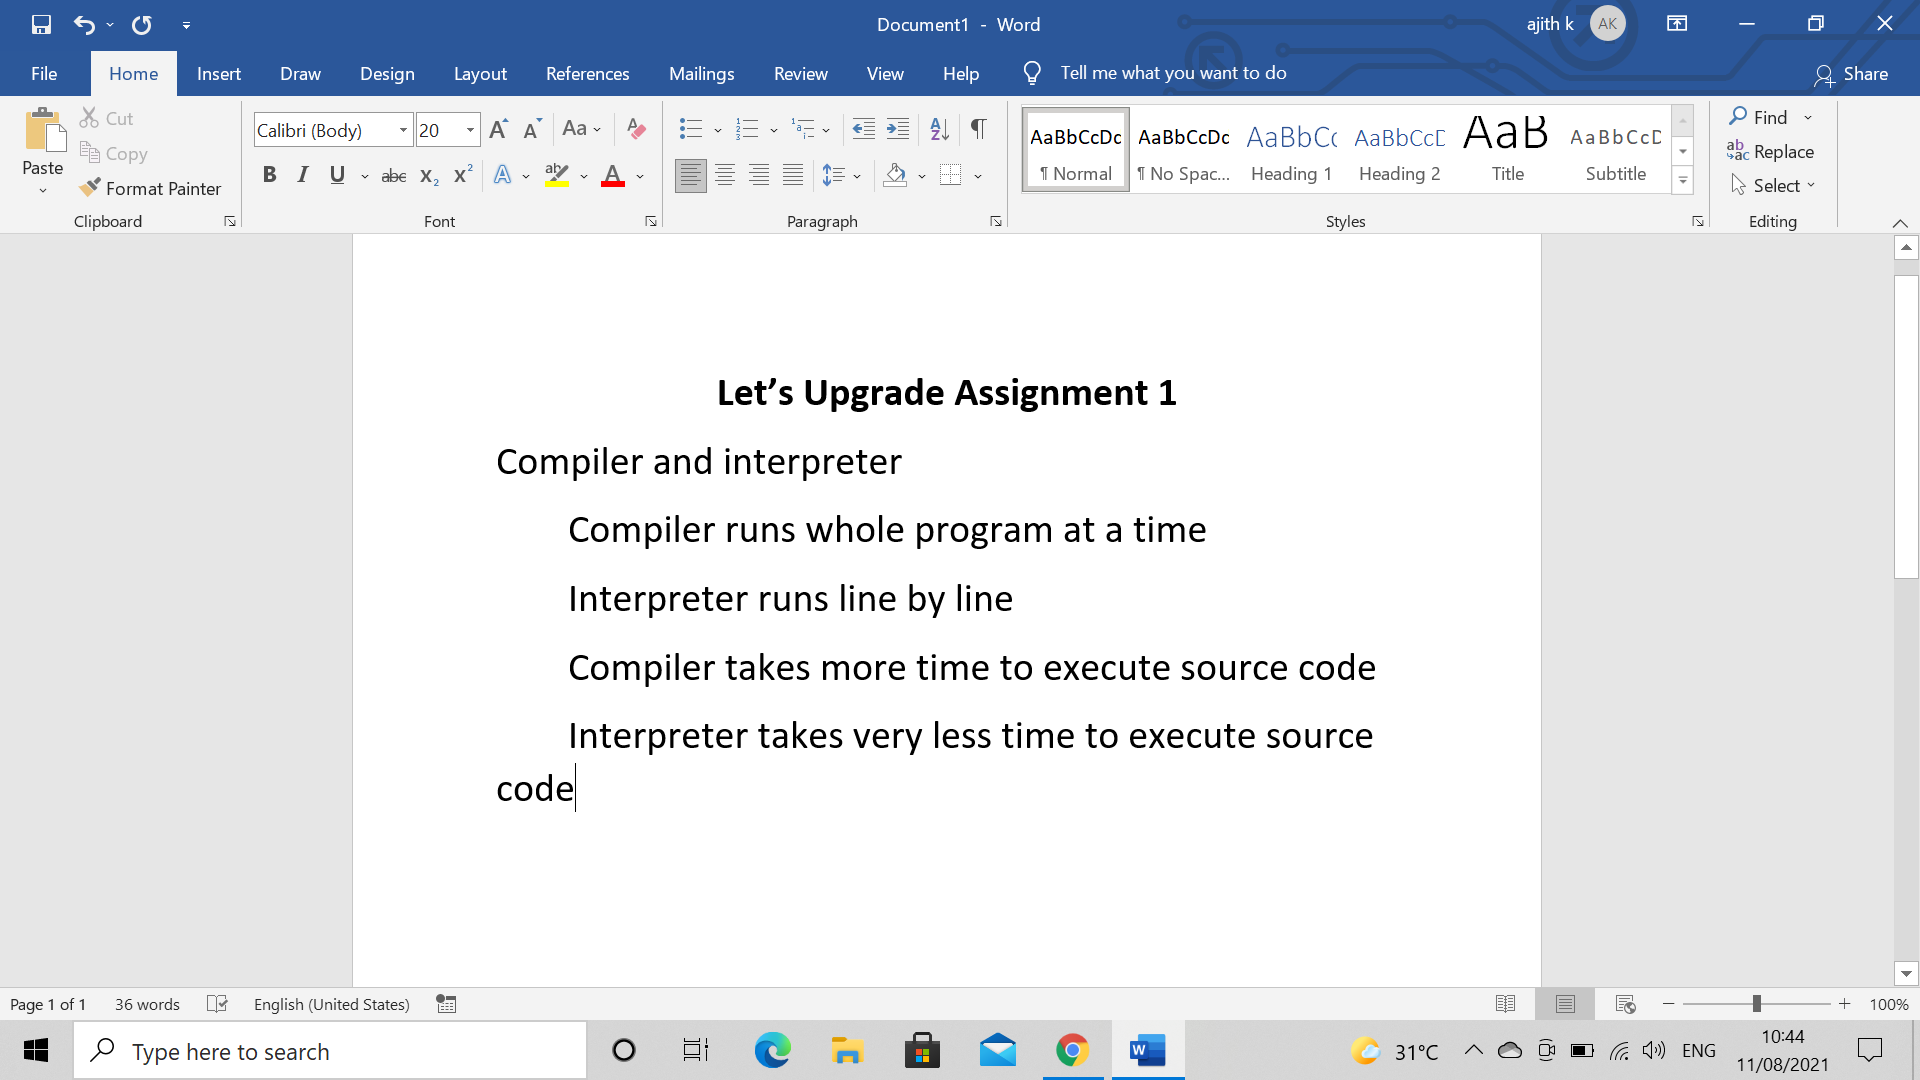 Document1 - Word
ajith k AK
File Home Insert Draw Design Layout References Mailings Review View Help Tell me what you want to do Share
Paste
Cut
Copy
Format Painter
Clipboard
Calibri (Body) 20
Font
Paragraph
AaBbCcDc AaBbCcDc AaBbCc AaBbCcD AaB AaBbCcD
¶ Normal ¶ No Spac... Heading 1 Heading 2 Title Subtitle
Styles
Find
Replace
Select
Editing
Let’s Upgrade Assignment 1
Compiler and interpreter
Compiler runs whole program at a time
Interpreter runs line by line
Compiler takes more time to execute source code
Interpreter takes very less time to execute source
code
Page 1 of 1 36 words English (United States) 100%
Type here to search
31°C ENG
10:44
11/08/2021